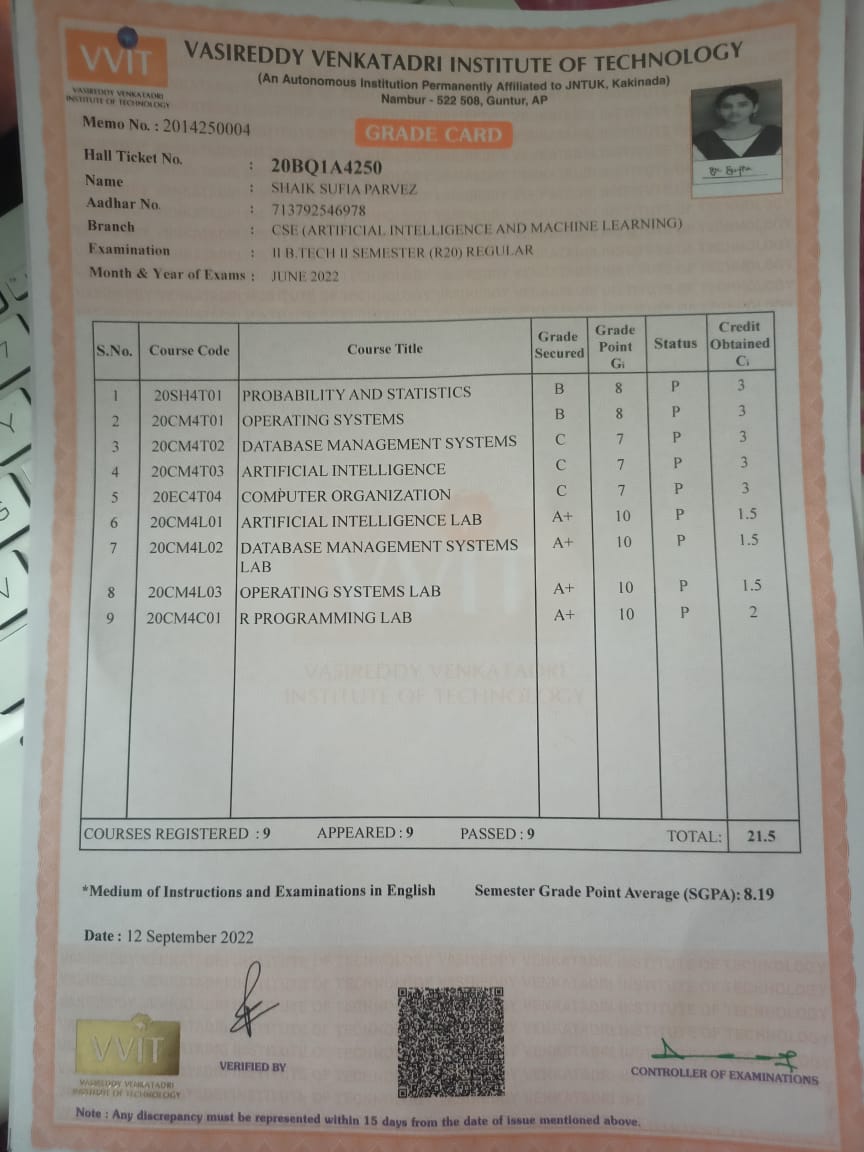 VVIT
VASIREDDY VENKATADRI
INSTITUTE OF TECHNOLOGY
VASIREDDY VENKATADRI INSTITUTE OF TECHNOLOGY
(An Autonomous Institution Permanently Affiliated to JNTUK, Kakinada)
Nambur - 522 508, Guntur, AP
Memo No. : 2014250004
GRADE CARD
Hall Ticket No. : 20BQ1A4250
Name : SHAIK SUFIA PARVEZ
Aadhar No. : 713792546978
Branch : CSE (ARTIFICIAL INTELLIGENCE AND MACHINE LEARNING)
Examination : II B.TECH II SEMESTER (R20) REGULAR
Month & Year of Exams : JUNE 2022
S.No. Course Code Course Title Grade Secured Grade Point Gi Status Credit Obtained Ci
1 20SH4T01 PROBABILITY AND STATISTICS B 8 P 3
2 20CM4T01 OPERATING SYSTEMS B 8 P 3
3 20CM4T02 DATABASE MANAGEMENT SYSTEMS C 7 P 3
4 20CM4T03 ARTIFICIAL INTELLIGENCE C 7 P 3
5 20EC4T04 COMPUTER ORGANIZATION C 7 P 3
6 20CM4L01 ARTIFICIAL INTELLIGENCE LAB A+ 10 P 1.5
7 20CM4L02 DATABASE MANAGEMENT SYSTEMS A+ 10 P 1.5
LAB
8 20CM4L03 OPERATING SYSTEMS LAB A+ 10 P 1.5
9 20CM4C01 R PROGRAMMING LAB A+ 10 P 2
VASIREDDY VENKATADRI
INSTITUTE OF TECHNOLOGY
COURSES REGISTERED : 9 APPEARED : 9 PASSED : 9 TOTAL: 21.5
*Medium of Instructions and Examinations in English Semester Grade Point Average (SGPA): 8.19
Date : 12 September 2022
VVIT
VASIREDDY VENKATADRI
INSTITUTE OF TECHNOLOGY
VERIFIED BY
CONTROLLER OF EXAMINATIONS
Note : Any discrepancy must be represented within 15 days from the date of issue mentioned above.